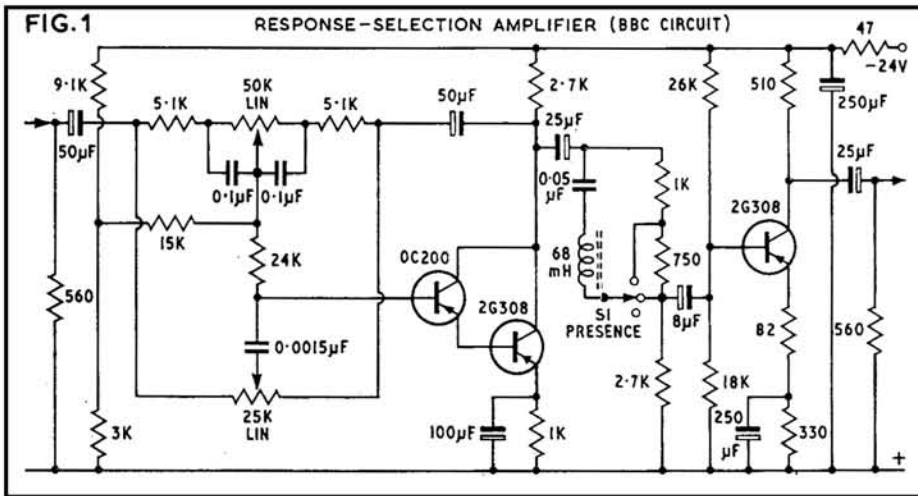 FIG.1
RESPONSE-SELECTION AMPLIFIER (BBC CIRCUIT)
47
-24V
9·1K
5·1K
50K
LIN
5·1K
50µF
2·7K
26K
510
250µF
50µF
25µF
25µF
0·1µF
0·1µF
0·05
µF
1K
2G308
15K
24K
OC200
68
mH
750
560
2G308
S1
PRESENCE
8µF
82
560
0·0015µF
2·7K
18K
25K
LIN
3K
100µF
1K
250
µF
330
+